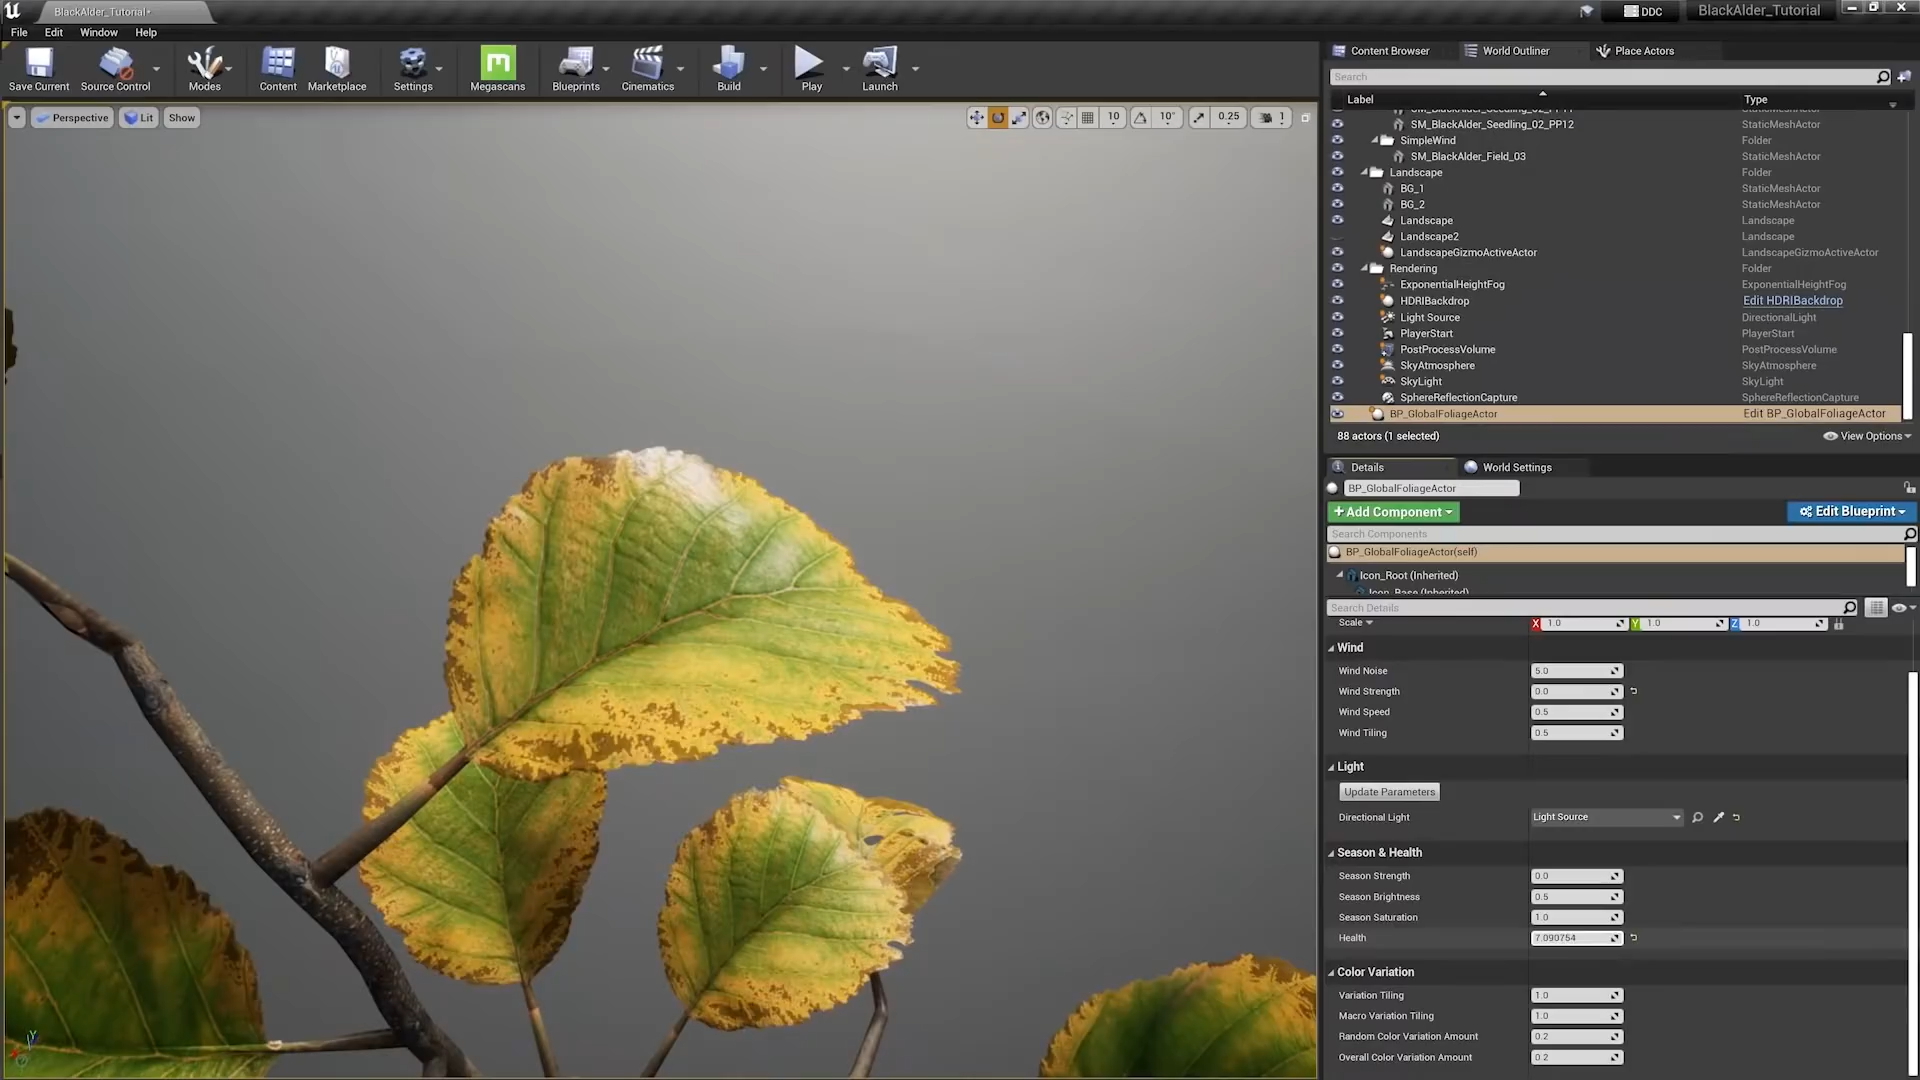 BlackAlder_Tutorial•
DDC
BlackAlder_Tutorial
File Edit Window Help
Save Current Source Control Modes Content Marketplace Settings Megascans Blueprints Cinematics Build Play Launch
Perspective Lit Show
10 10° 0.25 1
Content Browser World Outliner Place Actors
Search
Label Type
SM_BlackAlder_Seedling_02_PP11 StaticMeshActor
SM_BlackAlder_Seedling_02_PP12 StaticMeshActor
SimpleWind Folder
SM_BlackAlder_Field_03 StaticMeshActor
Landscape Folder
BG_1 StaticMeshActor
BG_2 StaticMeshActor
Landscape Landscape
Landscape2 Landscape
LandscapeGizmoActiveActor LandscapeGizmoActiveActor
Rendering Folder
ExponentialHeightFog ExponentialHeightFog
HDRIBackdrop Edit HDRIBackdrop
Light Source DirectionalLight
PlayerStart PlayerStart
PostProcessVolume PostProcessVolume
SkyAtmosphere SkyAtmosphere
SkyLight SkyLight
SphereReflectionCapture SphereReflectionCapture
BP_GlobalFoliageActor Edit BP_GlobalFoliageActor
88 actors (1 selected) View Options
Details World Settings
BP_GlobalFoliageActor
+ Add Component Edit Blueprint
Search Components
BP_GlobalFoliageActor(self)
Icon_Root (Inherited)
Icon_Base (Inherited)
Search Details
Scale X 1.0 Y 1.0 Z 1.0
Wind
Wind Noise 5.0
Wind Strength 0.0
Wind Speed 0.5
Wind Tiling 0.5
Light
Update Parameters
Directional Light Light Source
Season & Health
Season Strength 0.0
Season Brightness 0.5
Season Saturation 1.0
Health 7.090754
Color Variation
Variation Tiling 1.0
Macro Variation Tiling 1.0
Random Color Variation Amount 0.2
Overall Color Variation Amount 0.2